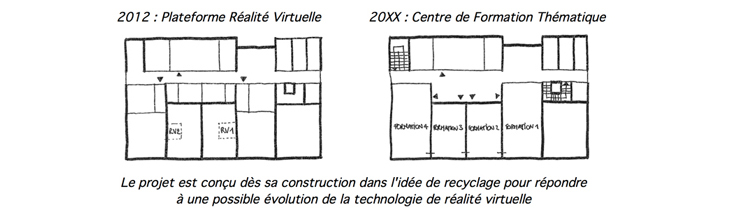 2012 : Plateforme Réalité Virtuelle
20XX : Centre de Formation Thématique
RV2
RV1
FORMATION 4
FORMATION 3
FORMATION 2
FORMATION 1
Le projet est conçu dès sa construction dans l'idée de recyclage pour répondre
à une possible évolution de la technologie de réalité virtuelle